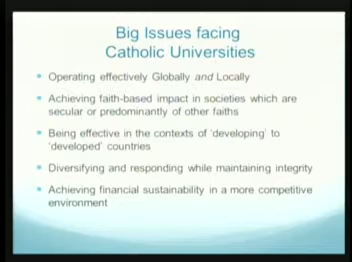 Big Issues facing
Catholic Universities
• Operating effectively Globally and Locally
• Achieving faith-based impact in societies which are
secular or predominantly of other faiths
• Being effective in the contexts of 'developing' to
'developed' countries
• Diversifying and responding while maintaining integrity
• Achieving financial sustainability in a more competitive
environment